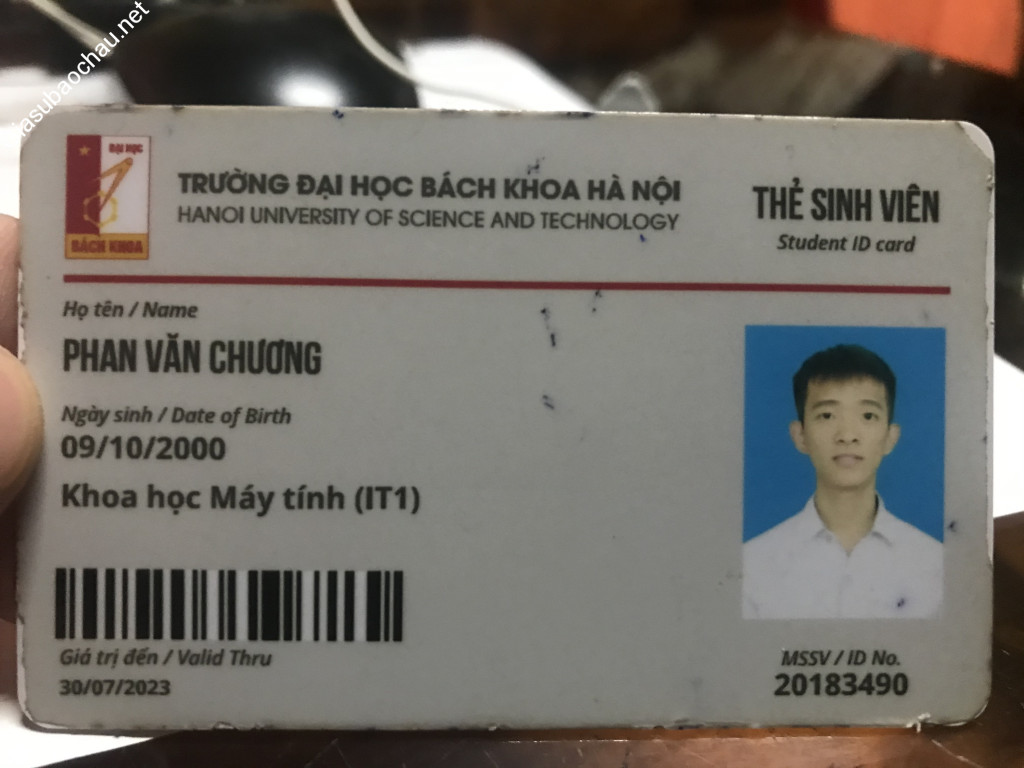 asubaochau.net
ĐẠI HỌC
BÁCH KHOA
TRƯỜNG ĐẠI HỌC BÁCH KHOA HÀ NỘI
HANOI UNIVERSITY OF SCIENCE AND TECHNOLOGY
THẺ SINH VIÊN
Student ID card
Họ tên / Name
PHAN VĂN CHƯƠNG
Ngày sinh / Date of Birth
09/10/2000
Khoa học Máy tính (IT1)
Giá trị đến / Valid Thru
30/07/2023
MSSV / ID No.
20183490